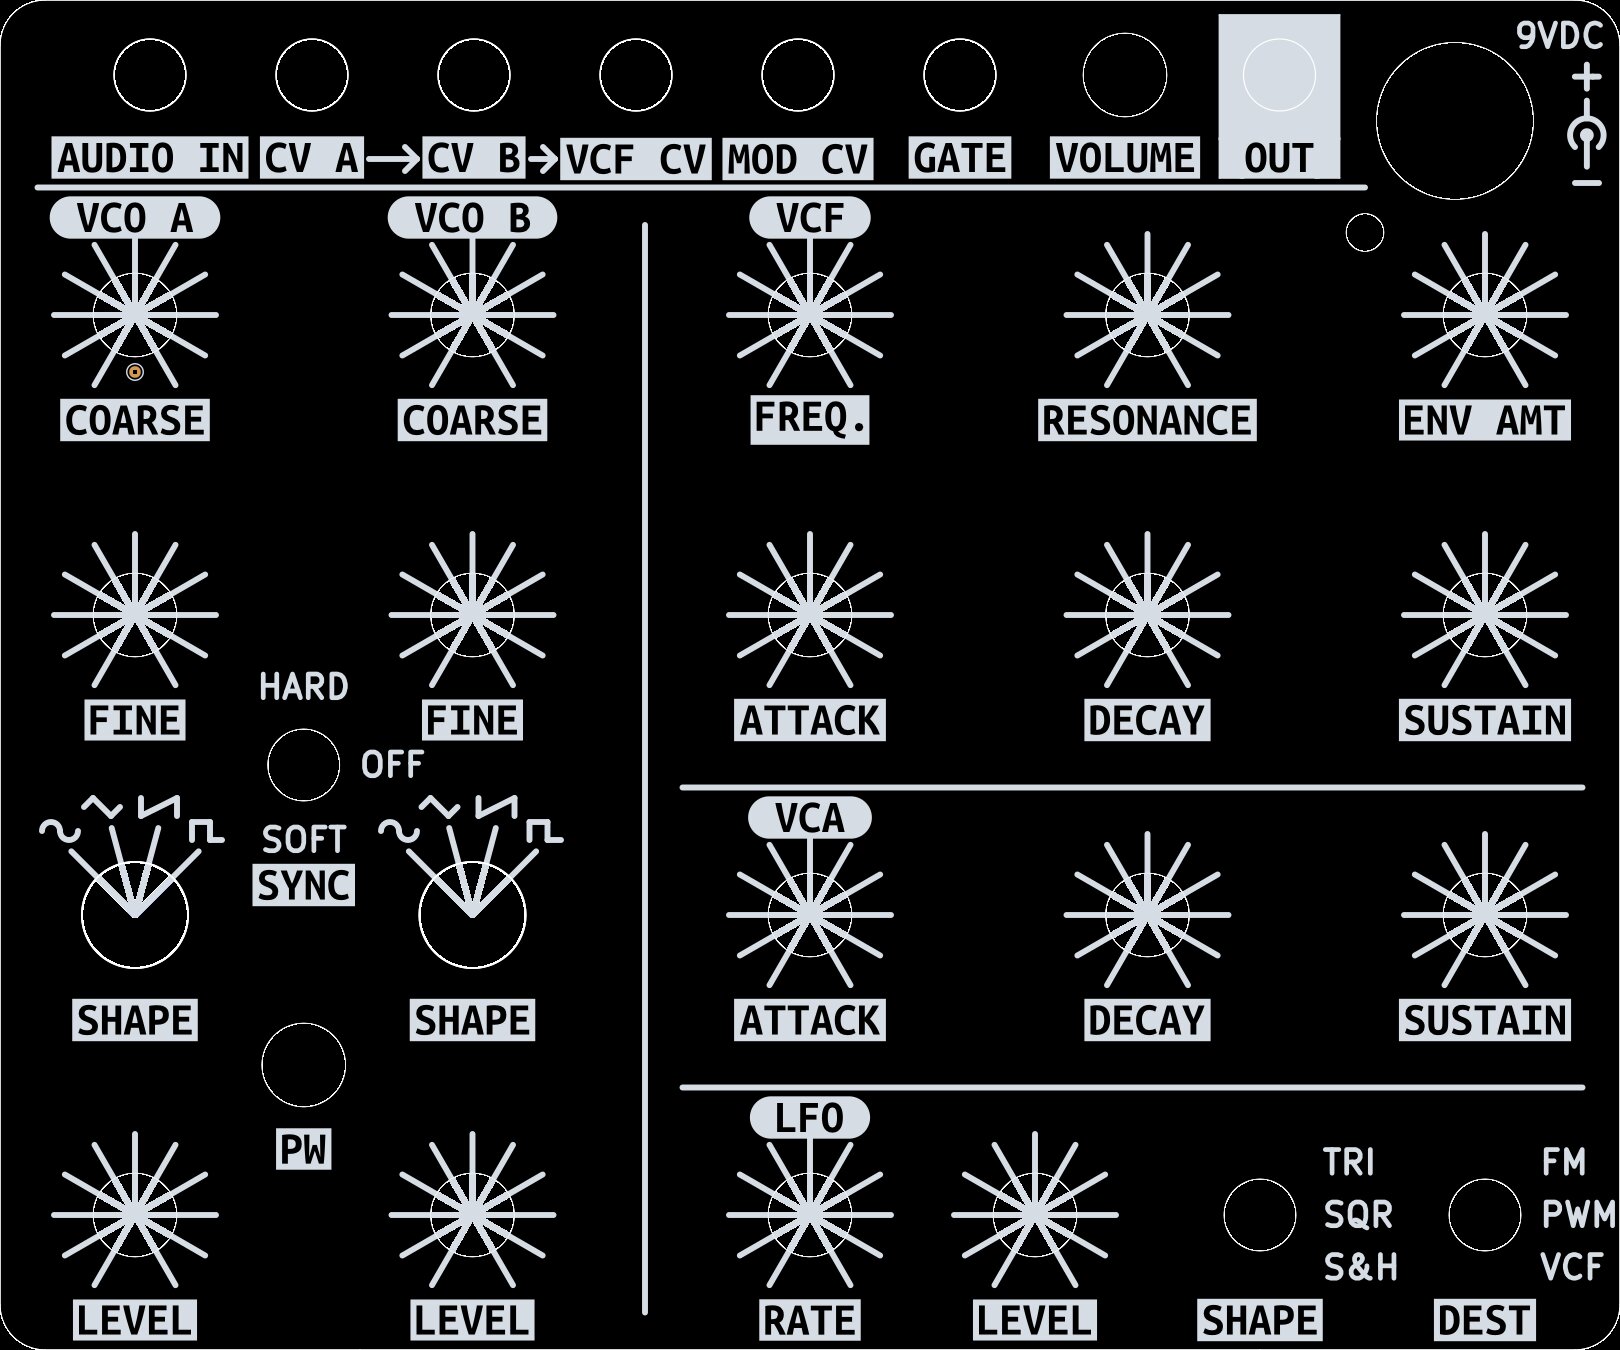 9VDC
+
−
AUDIO IN CV A CV B VCF CV MOD CV GATE VOLUME OUT
VCO A VCO B VCF
COARSE COARSE FREQ. RESONANCE ENV AMT
HARD
FINE FINE ATTACK DECAY SUSTAIN
OFF
SOFT
VCA
SYNC
SHAPE SHAPE ATTACK DECAY SUSTAIN
LFO
PW
TRI FM
SQR PWM
S&H VCF
LEVEL LEVEL RATE LEVEL SHAPE DEST